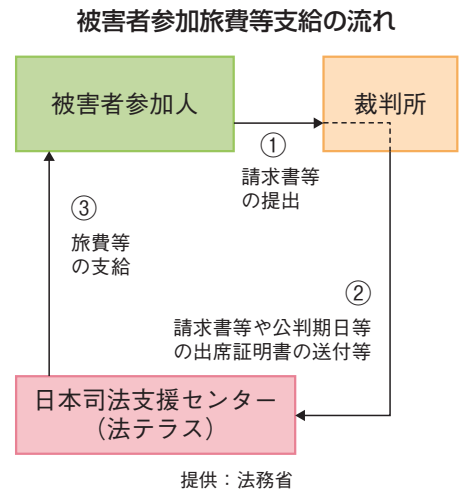 被害者参加旅費等支給の流れ
被害者参加人
裁判所
①
請求書等
の提出
②
請求書等や公判期日等
の出席証明書の送付等
③
旅費等
の支給
日本司法支援センター
（法テラス）
提供：法務省